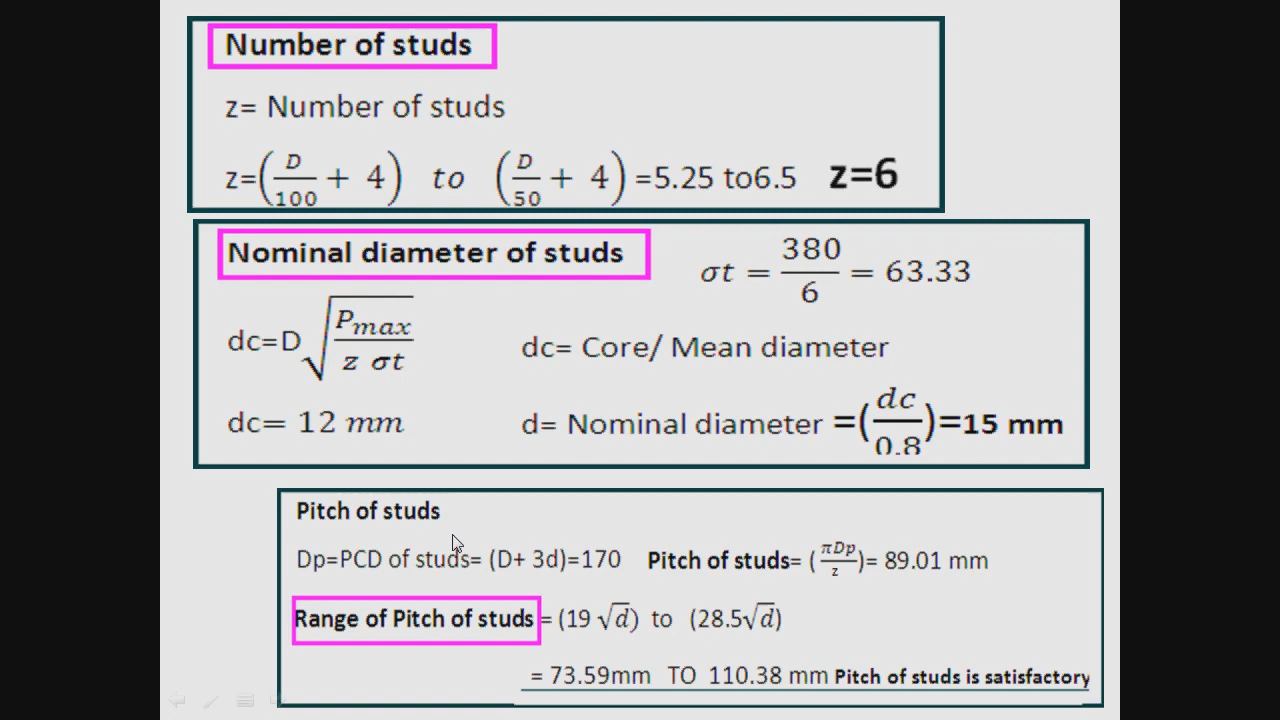 Number of studs
z= Number of studs
z=(D/100 + 4) to (D/50 + 4) =5.25 to6.5 z=6
Nominal diameter of studs
σt = 380/6 = 63.33
dc=D√(Pmax/z σt) dc= Core/ Mean diameter
dc= 12 mm d= Nominal diameter =(dc/0.8)=15 mm
Pitch of studs
Dp=PCD of studs= (D+ 3d)=170 Pitch of studs= (πDp/z)= 89.01 mm
Range of Pitch of studs = (19 √d) to (28.5√d)
= 73.59mm TO 110.38 mm Pitch of studs is satisfactory